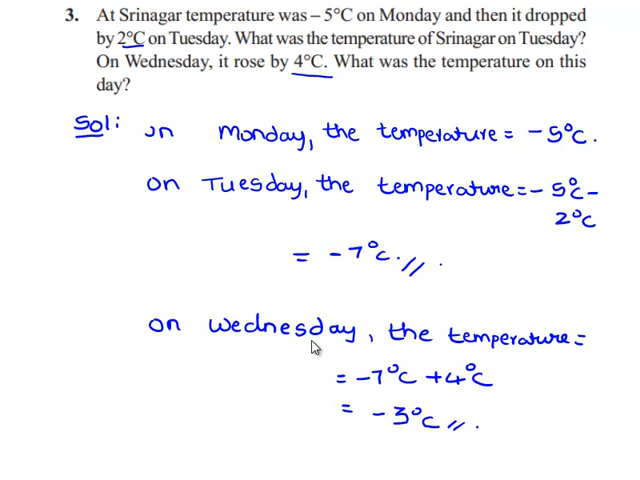 3. At Srinagar temperature was – 5°C on Monday and then it dropped
by 2°C on Tuesday. What was the temperature of Srinagar on Tuesday?
On Wednesday, it rose by 4°C. What was the temperature on this
day?
Sol: On Monday, the temperature = -5°C.
on Tuesday, the temperature = - 5°C -
2°C
= -7°C. // .
on wednesday, the temperature =
= -7°C + 4°C
= -3°C // .